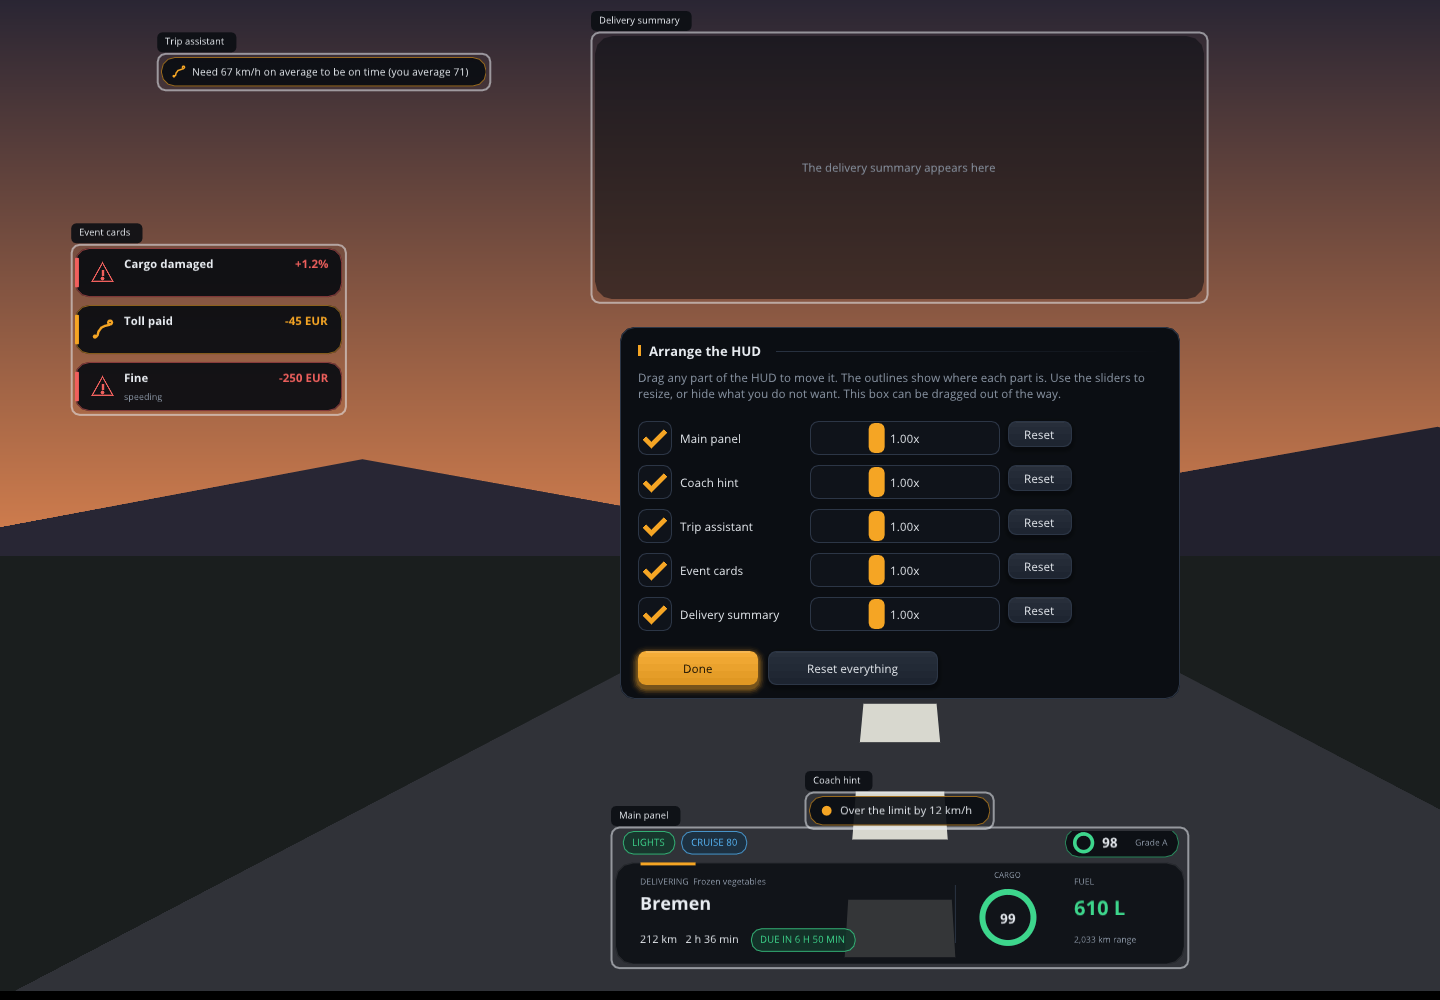 Delivery summary
Trip assistant
Need 67 km/h on average to be on time (you average 71)
The delivery summary appears here
Event cards
Cargo damaged +1.2%
Toll paid -45 EUR
Fine -250 EUR
speeding
Arrange the HUD
Drag any part of the HUD to move it. The outlines show where each part is. Use the sliders to
resize, or hide what you do not want. This box can be dragged out of the way.
Main panel 1.00x Reset
Coach hint 1.00x Reset
Trip assistant 1.00x Reset
Event cards 1.00x Reset
Delivery summary 1.00x Reset
Done Reset everything
Coach hint
Over the limit by 12 km/h
Main panel
LIGHTS CRUISE 80 98 Grade A
DELIVERING Frozen vegetables CARGO FUEL
Bremen 99 610 L
212 km 2 h 36 min DUE IN 6 H 50 MIN 2,033 km range